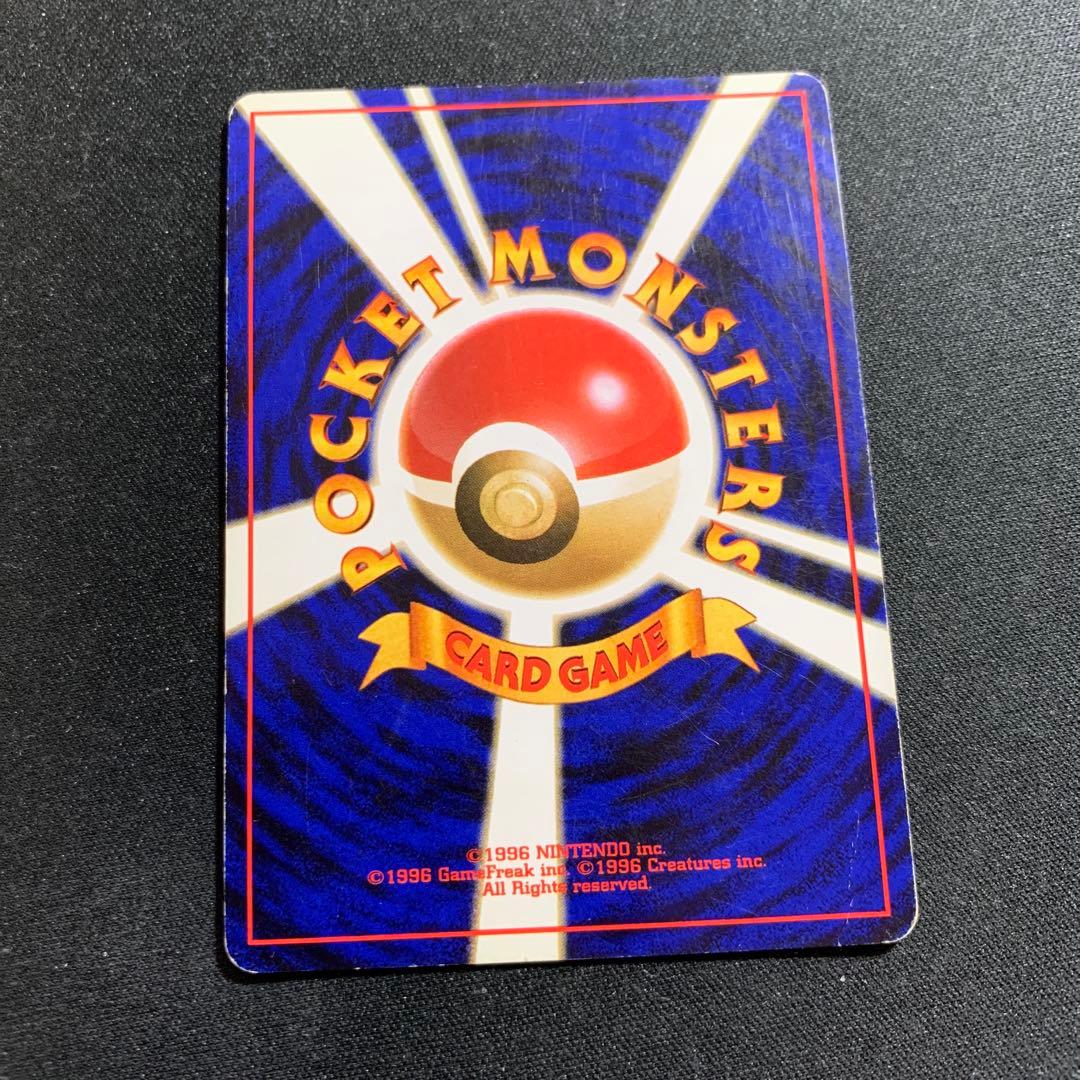 POCKET MONSTERS
CARD GAME
©1996 NINTENDO inc.
©1996 GameFreak inc. ©1996 Creatures inc.
All Rights reserved.